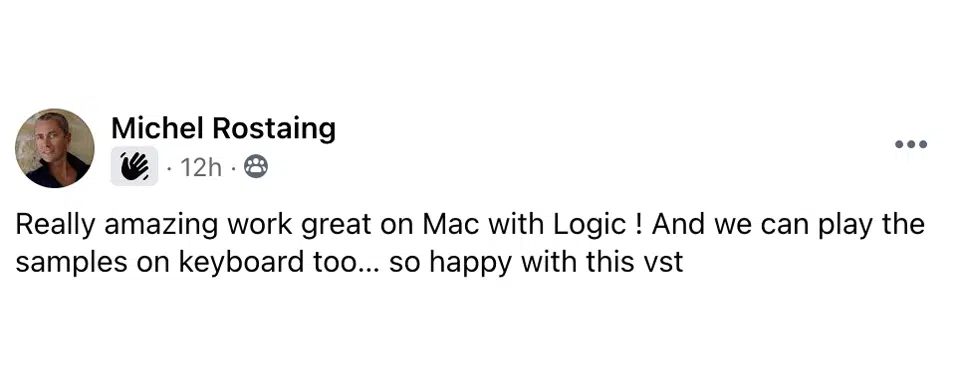 Michel Rostaing
· 12h ·
Really amazing work great on Mac with Logic ! And we can play the
samples on keyboard too... so happy with this vst